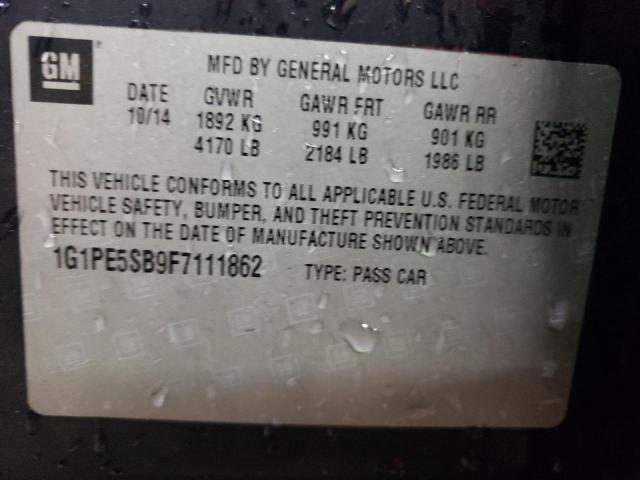 GM ®
MFD BY GENERAL MOTORS LLC
DATE GVWR GAWR FRT GAWR RR
10/14 1892 KG 991 KG 901 KG
4170 LB 2184 LB 1986 LB
THIS VEHICLE CONFORMS TO ALL APPLICABLE U.S. FEDERAL MOTOR
VEHICLE SAFETY, BUMPER, AND THEFT PREVENTION STANDARDS IN
EFFECT ON THE DATE OF MANUFACTURE SHOWN ABOVE.
1G1PE5SB9F7111862 TYPE: PASS CAR